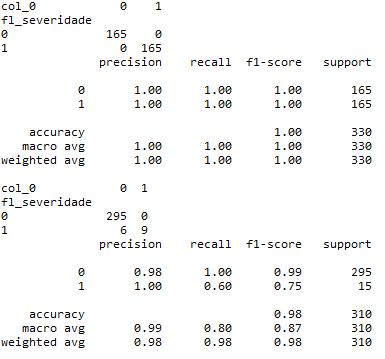 col_0 0 1
fl_severidade
0 165 0
1 0 165
precision recall f1-score support
0 1.00 1.00 1.00 165
1 1.00 1.00 1.00 165
accuracy 1.00 330
macro avg 1.00 1.00 1.00 330
weighted avg 1.00 1.00 1.00 330
col_0 0 1
fl_severidade
0 295 0
1 6 9
precision recall f1-score support
0 0.98 1.00 0.99 295
1 1.00 0.60 0.75 15
accuracy 0.98 310
macro avg 0.99 0.80 0.87 310
weighted avg 0.98 0.98 0.98 310